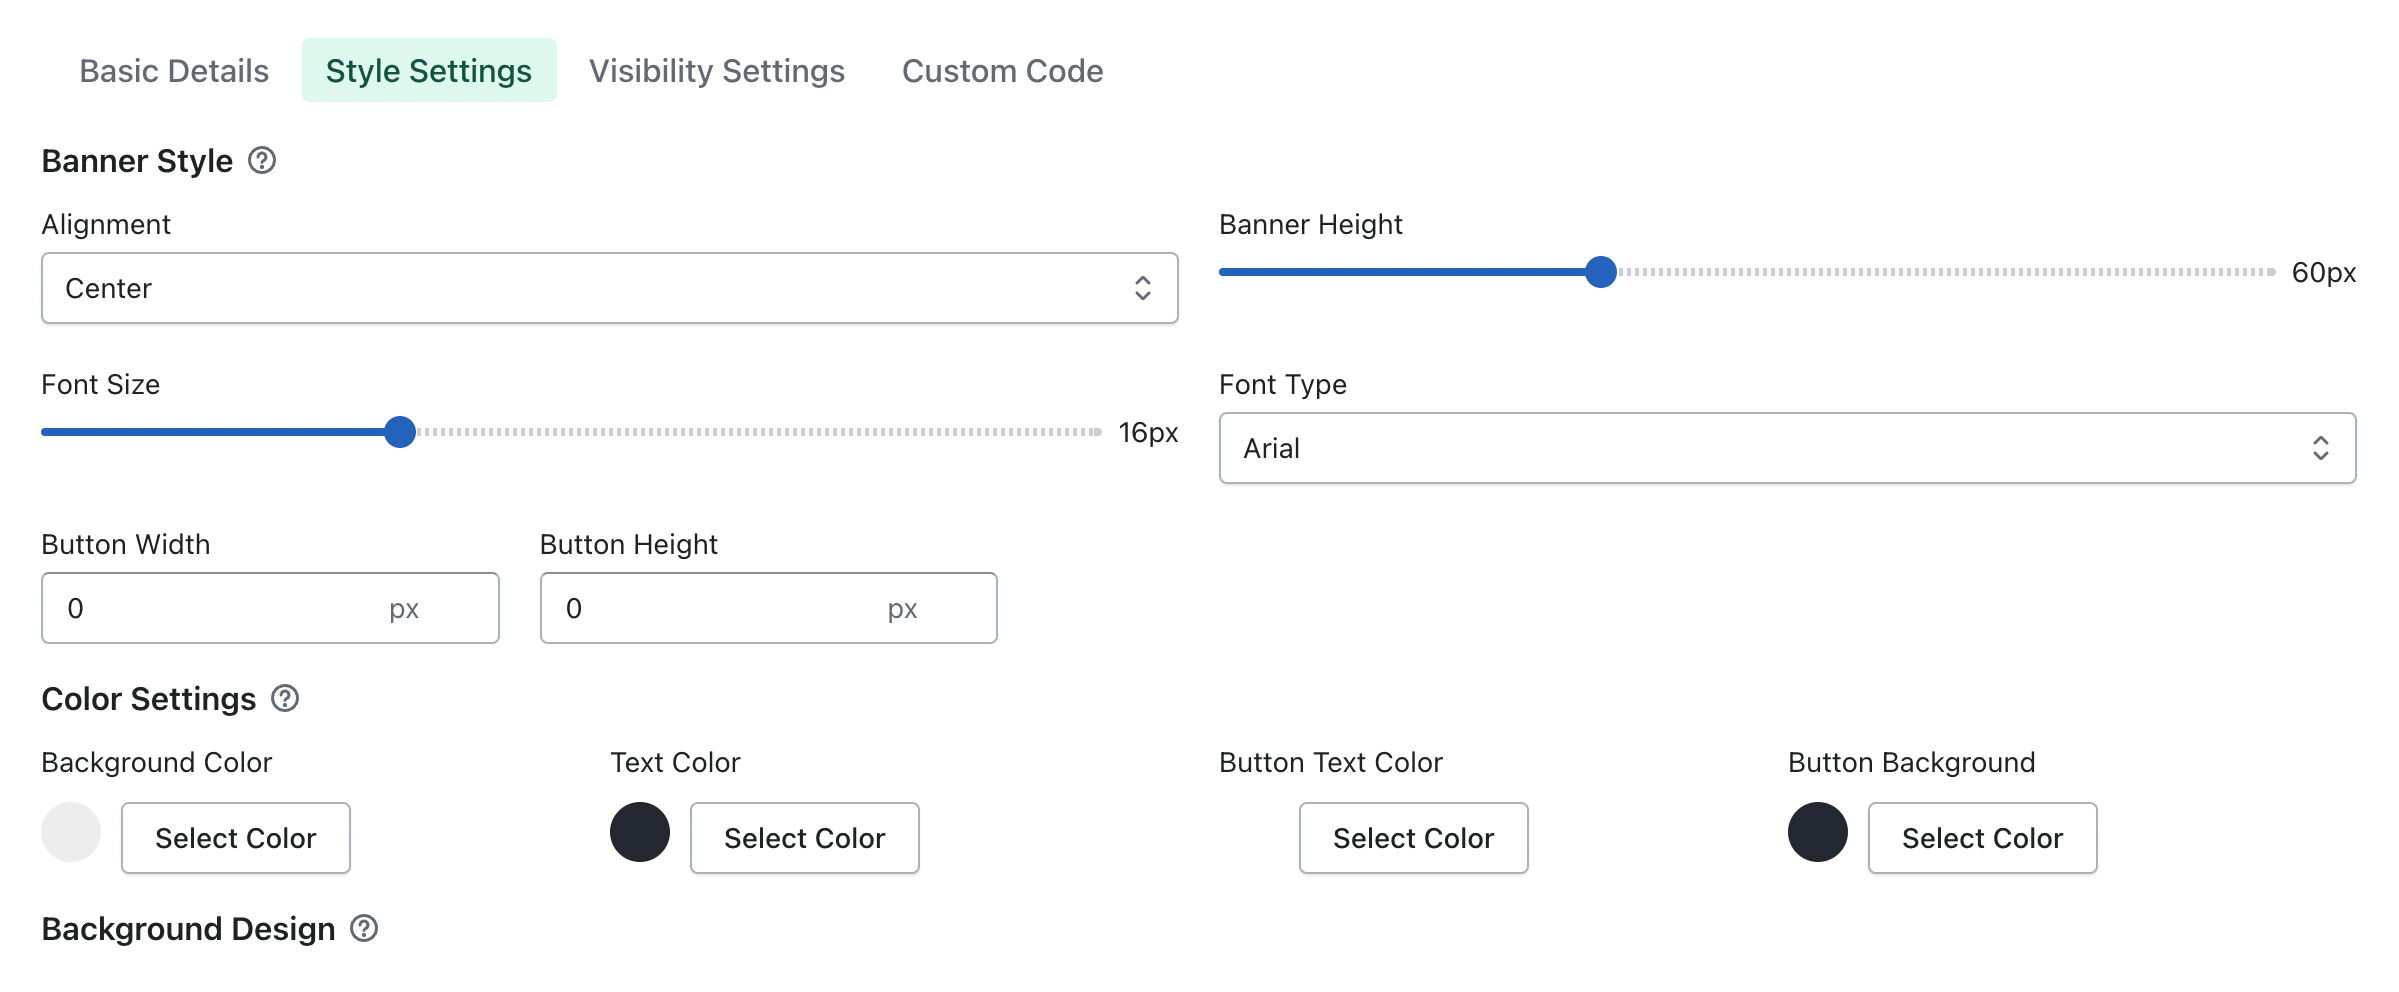 Basic Details Style Settings Visibility Settings Custom Code
Banner Style
Alignment Banner Height
Center 60px
Font Size Font Type
16px Arial
Button Width Button Height
0 px 0 px
Color Settings
Background Color Text Color Button Text Color Button Background
Select Color Select Color Select Color Select Color
Background Design